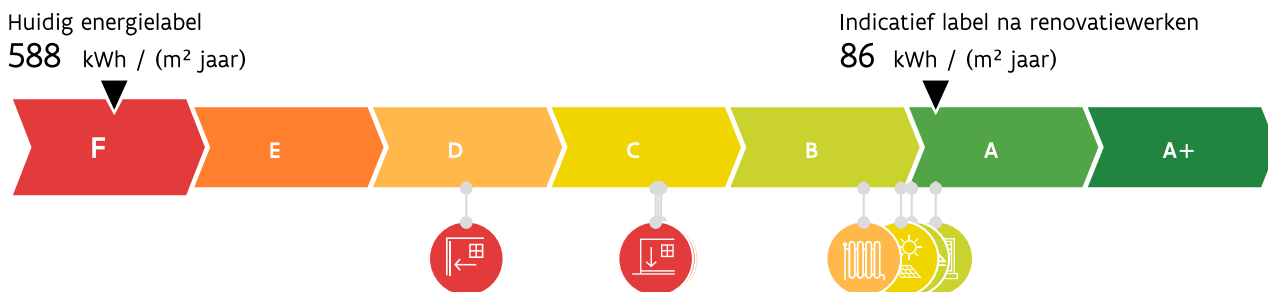 Huidig energielabel
588 kWh / (m² jaar)
Indicatief label na renovatiewerken
86 kWh / (m² jaar)
F E D C B A A+